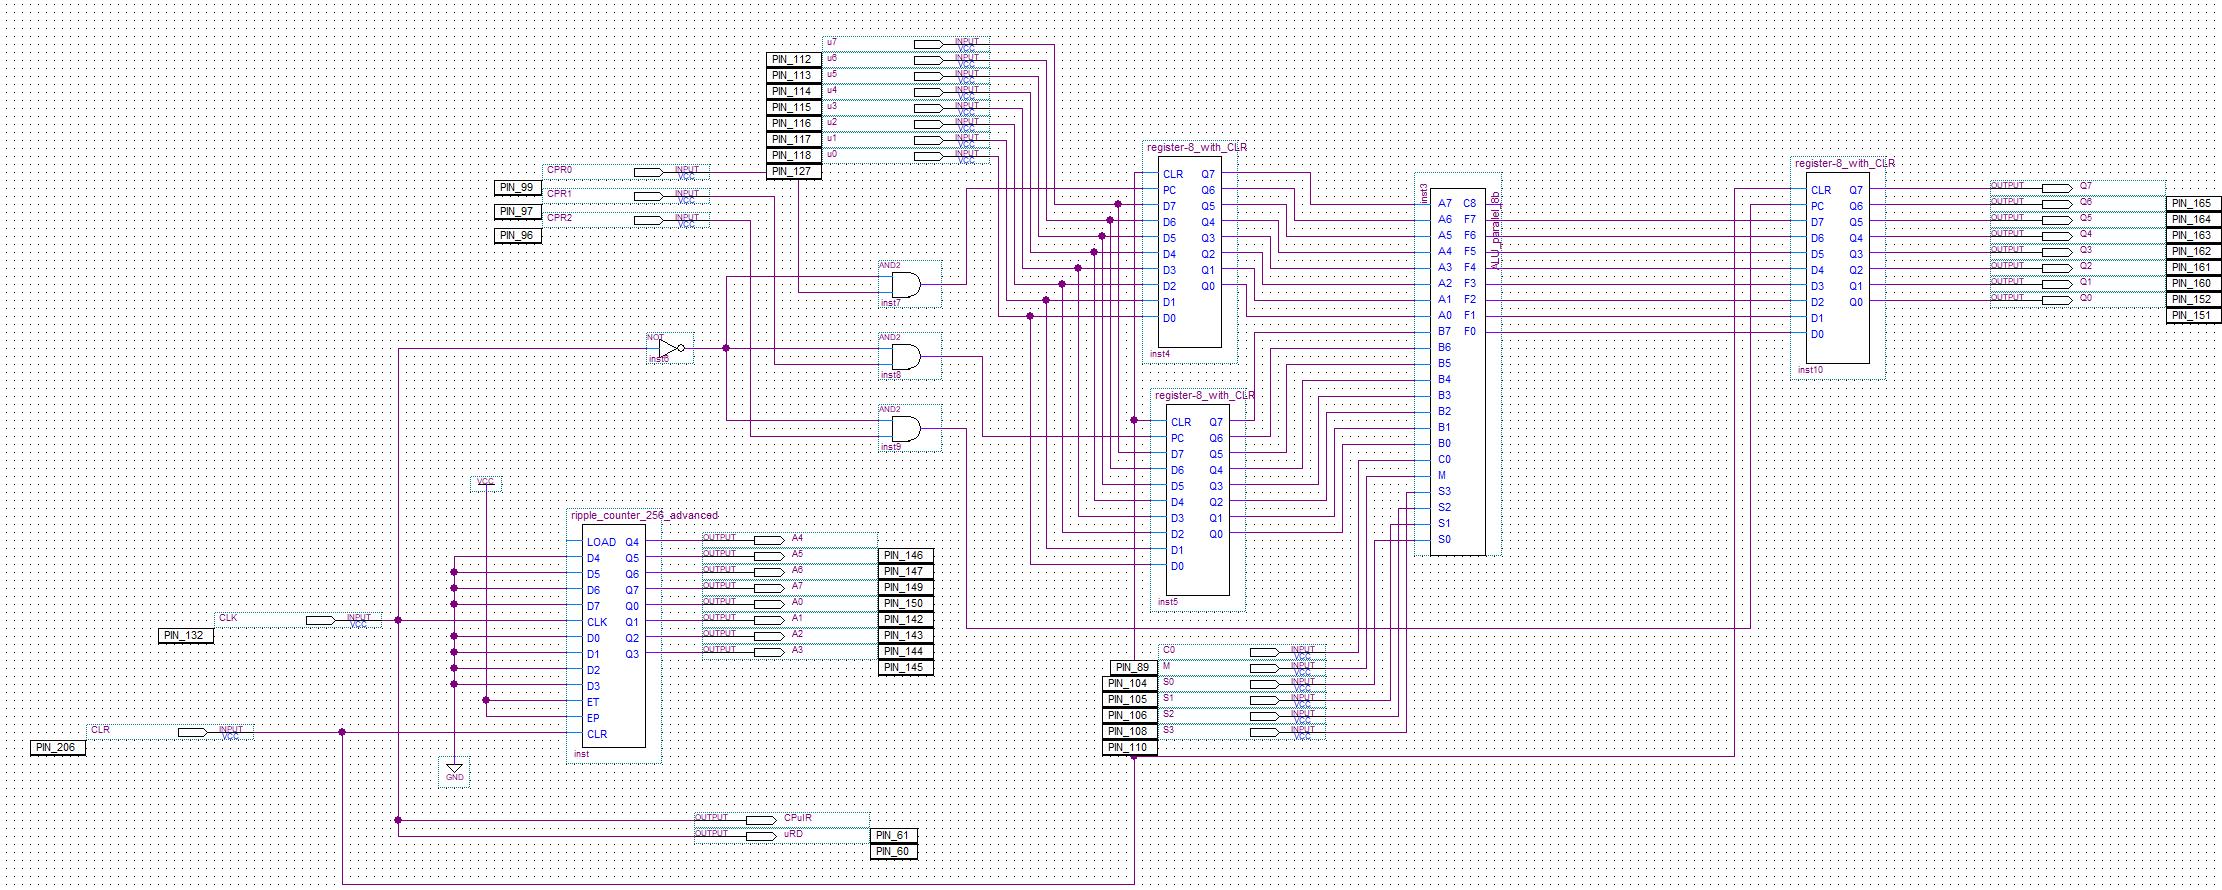 u7 INPUT VCC
PIN_112 u6 INPUT VCC
PIN_113 u5 INPUT VCC
PIN_114 u4 INPUT VCC
PIN_115 u3 INPUT VCC
PIN_116 u2 INPUT VCC
PIN_117 u1 INPUT VCC
PIN_118 u0 INPUT VCC
PIN_127
CPR0 INPUT VCC
PIN_99 CPR1 INPUT VCC
PIN_97 CPR2 INPUT VCC
PIN_96
AND2
inst7
NOT
inst6
AND2
inst8
AND2
inst9
register-8_with_CLR
CLR Q7
PC Q6
D7 Q5
D6 Q4
D5 Q3
D4 Q2
D3 Q1
D2 Q0
D1
D0
inst4
register-8_with_CLR
CLR Q7
PC Q6
D7 Q5
D6 Q4
D5 Q3
D4 Q2
D3 Q1
D2 Q0
D1
D0
inst5
inst3
ALU_parallel_8b
A7 C8
A6 F7
A5 F6
A4 F5
A3 F4
A2 F3
A1 F2
A0 F1
B7 F0
B6
B5
B4
B3
B2
B1
B0
C0
M
S3
S2
S1
S0
register-8_with_CLR
CLR Q7
PC Q6
D7 Q5
D6 Q4
D5 Q3
D4 Q2
D3 Q1
D2 Q0
D1
D0
inst10
OUTPUT Q7
OUTPUT Q6 PIN_165
OUTPUT Q5 PIN_164
OUTPUT Q4 PIN_163
OUTPUT Q3 PIN_162
OUTPUT Q2 PIN_161
OUTPUT Q1 PIN_160
OUTPUT Q0 PIN_152
PIN_151
VCC
ripple_counter_256_advanced
LOAD Q4
D4 Q5
D5 Q6
D6 Q7
D7 Q0
CLK Q1
D0 Q2
D1 Q3
D2
D3
ET
EP
CLR
inst
OUTPUT A4
OUTPUT A5 PIN_146
OUTPUT A6 PIN_147
OUTPUT A7 PIN_149
OUTPUT A0 PIN_150
OUTPUT A1 PIN_142
OUTPUT A2 PIN_143
OUTPUT A3 PIN_144
PIN_145
CLK INPUT VCC
PIN_132
CLR INPUT VCC
PIN_206
GND
C0 INPUT VCC
PIN_89 M INPUT VCC
PIN_104 S0 INPUT VCC
PIN_105 S1 INPUT VCC
PIN_106 S2 INPUT VCC
PIN_108 S3 INPUT VCC
PIN_110
OUTPUT CPuIR
OUTPUT uRD PIN_61
PIN_60